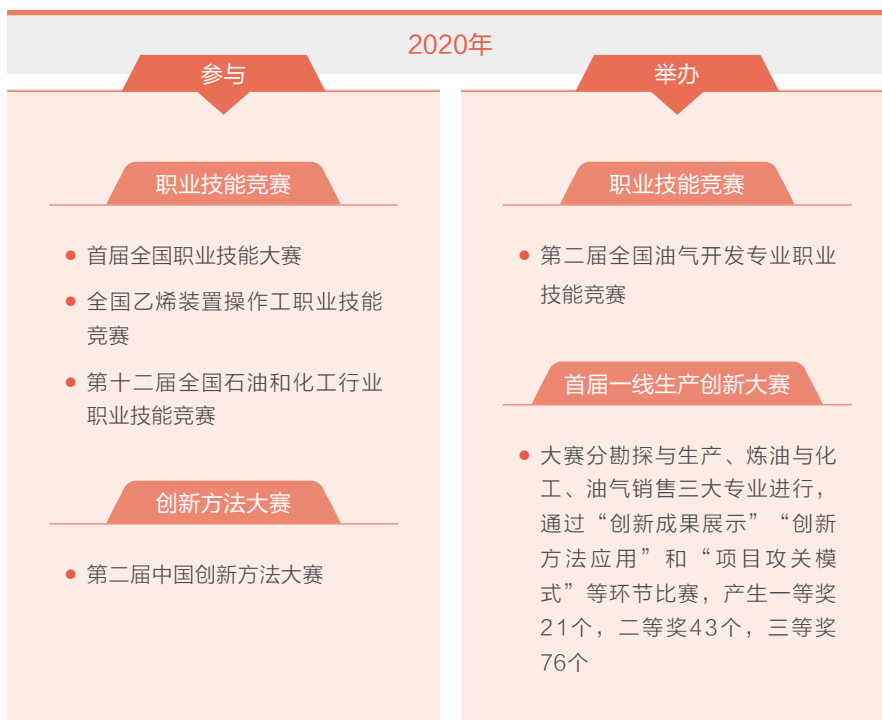 2020年
参与
职业技能竞赛
首届全国职业技能大赛
全国乙烯装置操作工职业技能
竞赛
第十二届全国石油和化工行业
职业技能竞赛
创新方法大赛
第二届中国创新方法大赛
举办
职业技能竞赛
第二届全国油气开发专业职业
技能竞赛
首届一线生产创新大赛
大赛分勘探与生产、炼油与化
工、油气销售三大专业进行，
通过“创新成果展示”“创新
方法应用”和“项目攻关模
式”等环节比赛，产生一等奖
21个，二等奖43个，三等奖
76个